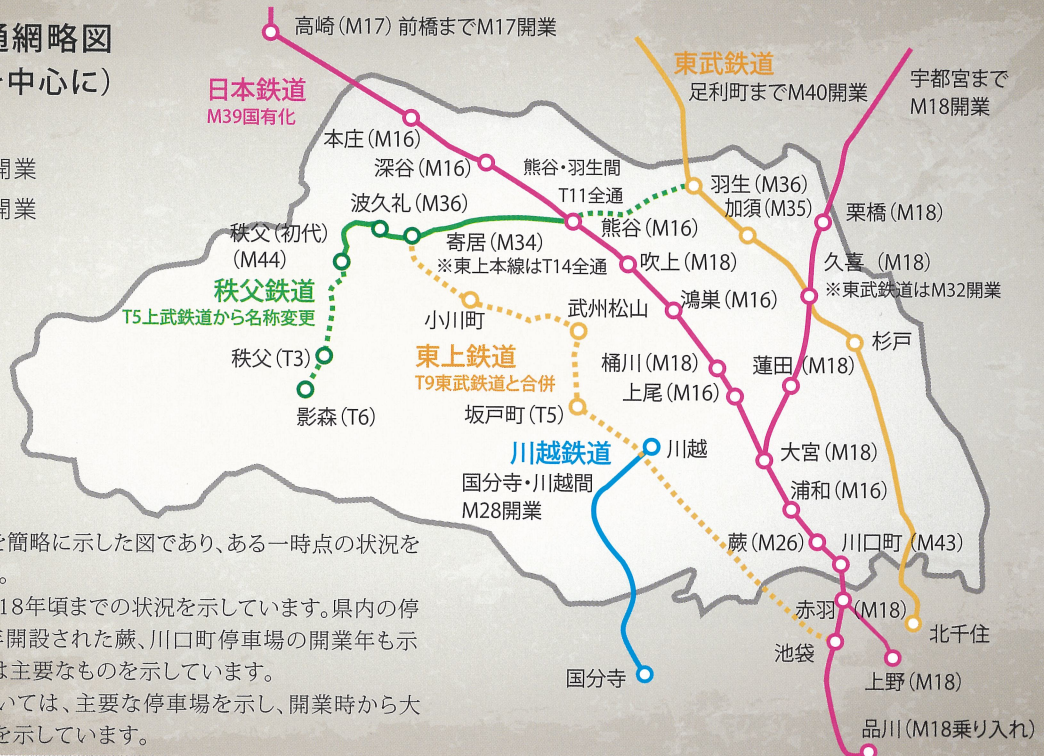 通網略図
中心に)
開業
開業
高崎(M17) 前橋までM17開業
日本鉄道
M39国有化
東武鉄道
足利町までM40開業
宇都宮まで
M18開業
本庄(M16)
深谷(M16)
熊谷・羽生間
T11全通
羽生(M36)
加須(M35)
栗橋(M18)
波久礼(M36)
秩父(初代)
(M44)
寄居(M34)
※東上本線はT14全通
熊谷(M16)
吹上(M18)
久喜(M18)
※東武鉄道はM32開業
秩父鉄道
T5上武鉄道から名称変更
小川町
武州松山
鴻巣(M16)
杉戸
秩父(T3)
東上鉄道
T9東武鉄道と合併
桶川(M18)
上尾(M16)
蓮田(M18)
影森(T6)
坂戸町(T5)
川越鉄道
川越
大宮(M18)
国分寺・川越間
M28開業
浦和(M16)
蕨(M26)
川口町(M43)
赤羽(M18)
北千住
池袋
上野(M18)
国分寺
品川(M18乗り入れ)
簡略に示した図であり、ある一時点の状況を
。
18年頃までの状況を示しています。県内の停
開設された蕨、川口町停車場の開業年も示
は主要なものを示しています。
いては、主要な停車場を示し、開業時から大
を示しています。